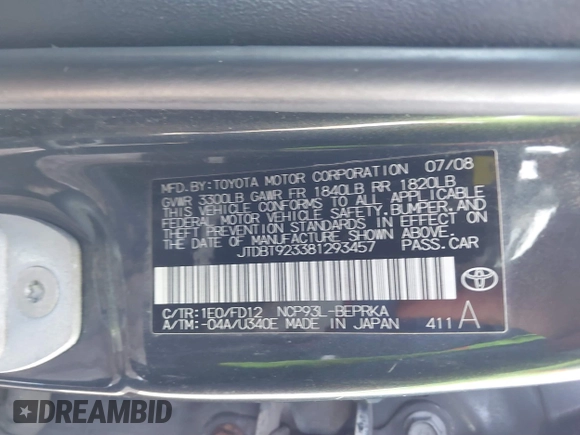 MFD. BY: TOYOTA MOTOR CORPORATION 07/08
GVWR 3300LB GAWR FR 1840LB RR 1820LB
THIS VEHICLE CONFORMS TO ALL APPLICABLE
FEDERAL MOTOR VEHICLE SAFETY, BUMPER, AND
THEFT PREVENTION STANDARDS IN EFFECT ON
THE DATE OF MANUFACTURE SHOWN ABOVE.
JTDBT923381293457 PASS. CAR
C/TR: 1E0/FD12 NCP93L-BEPRKA
A/TM: -04A/U340E MADE IN JAPAN 411 A
DREAMBID